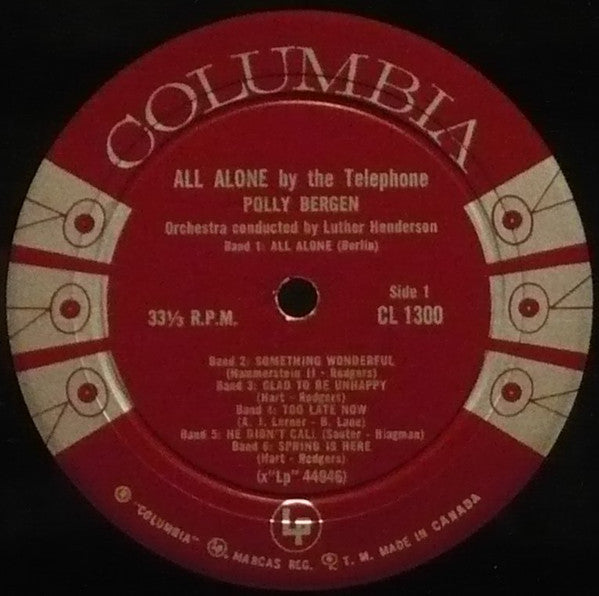 COLUMBIA
ALL ALONE by the Telephone
POLLY BERGEN
Orchestra conducted by Luther Henderson
Band 1: ALL ALONE (Berlin)
33⅓ R.P.M.
Side 1
CL 1300
Band 2: SOMETHING WONDERFUL
(Hammerstein II - Rodgers)
Band 3: GLAD TO BE UNHAPPY
(Hart - Rodgers)
Band 4: TOO LATE NOW
(A. J. Lerner - B. Lane)
Band 5: HE DIDN'T CALL (Sauter - Hiagman)
Band 6: SPRING IS HERE
(Hart - Rodgers)
(x"Lp" 44046)
Lp
"COLUMBIA" MARCAS REG. T. M. MADE IN CANADA